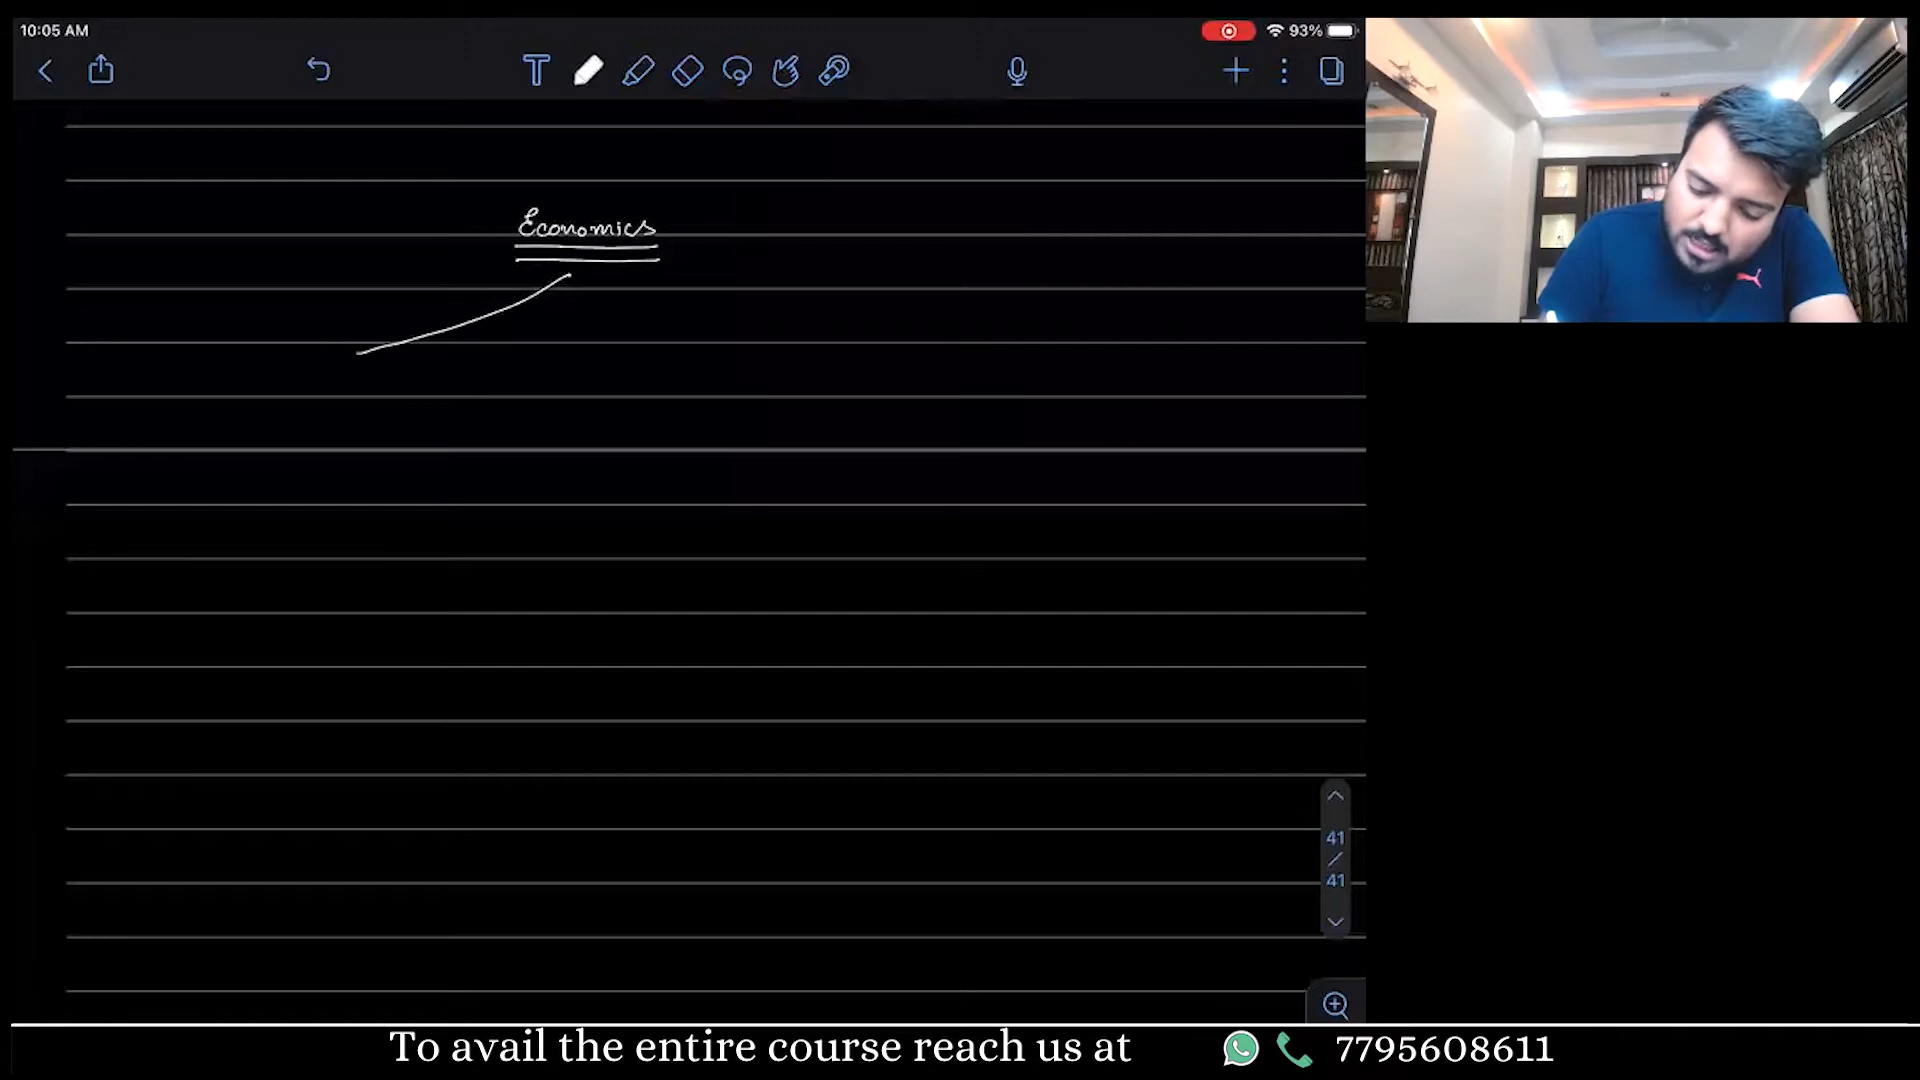 10:05 AM
93%
T
Economics
41
/
41
To avail the entire course reach us at 7795608611